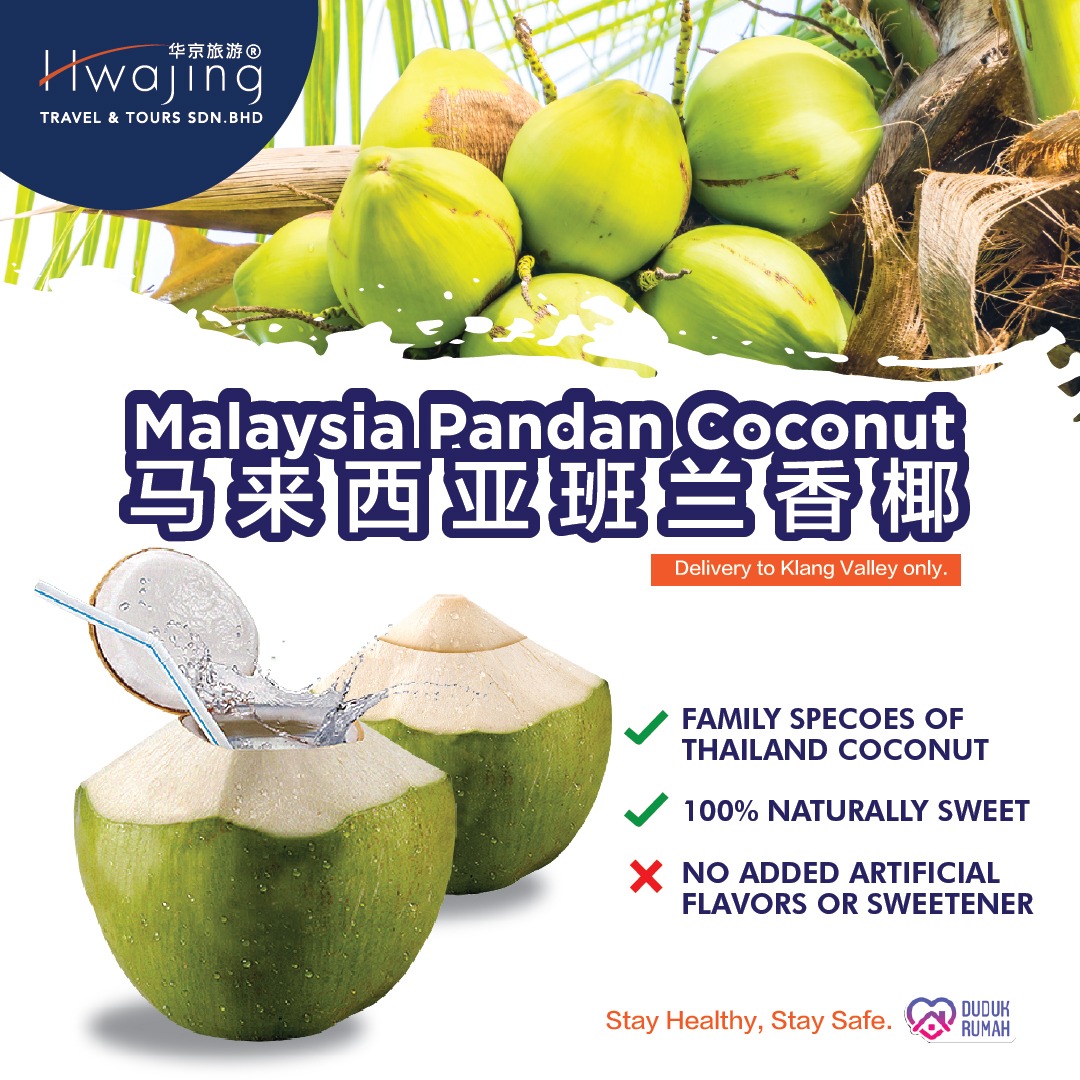 华京旅游®
Hwajing
TRAVEL & TOURS SDN.BHD
Malaysia Pandan Coconut
马来西亚班兰香椰
Delivery to Klang Valley only.
FAMILY SPECOES OF
THAILAND COCONUT
100% NATURALLY SWEET
NO ADDED ARTIFICIAL
FLAVORS OR SWEETENER
Stay Healthy, Stay Safe.
DUDUK
RUMAH